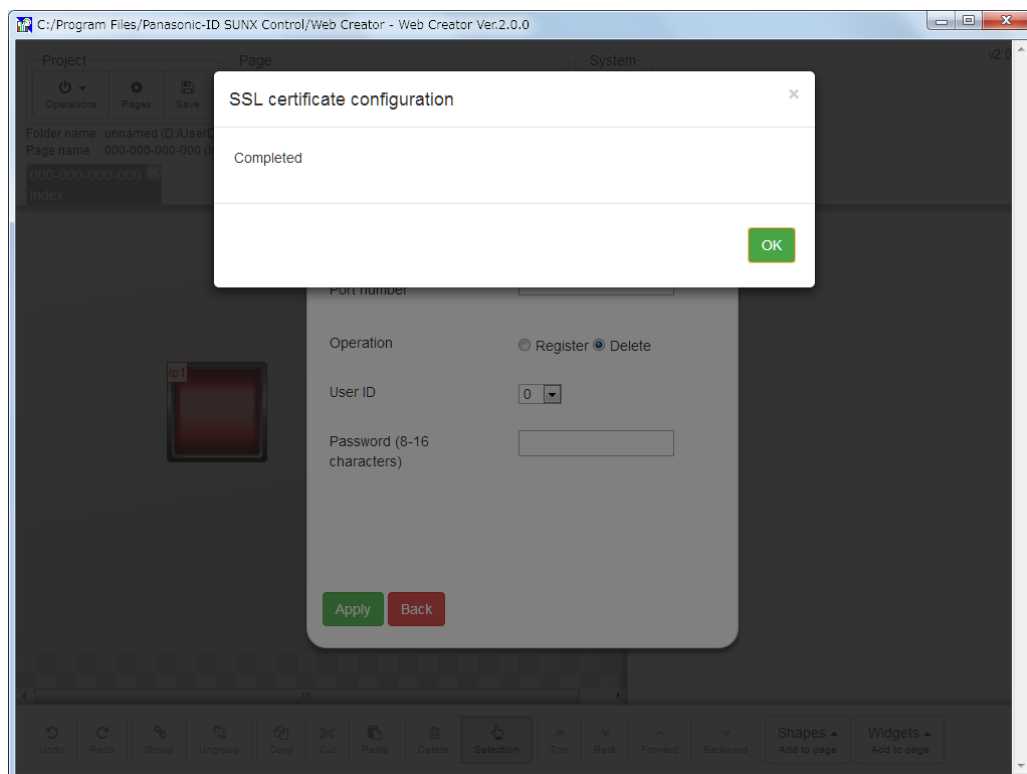 C:/Program Files/Panasonic-ID SUNX Control/Web Creator - Web Creator Ver.2.0.0
Project
Page
System
v2.0
Operations
Pages
Save
Folder name: unnamed (D:/UserD
Page name : 000-000-000-000 (I
000-000-000-000
Index
SSL certificate configuration
×
Completed
OK
Port number
Operation
Register
Delete
lp1
User ID
0
Password (8-16
characters)
Apply
Back
Undo
Redo
Group
Ungroup
Copy
Cut
Paste
Delete
Selection
Top
Back
Forward
Backward
Shapes
Add to page
Widgets
Add to page